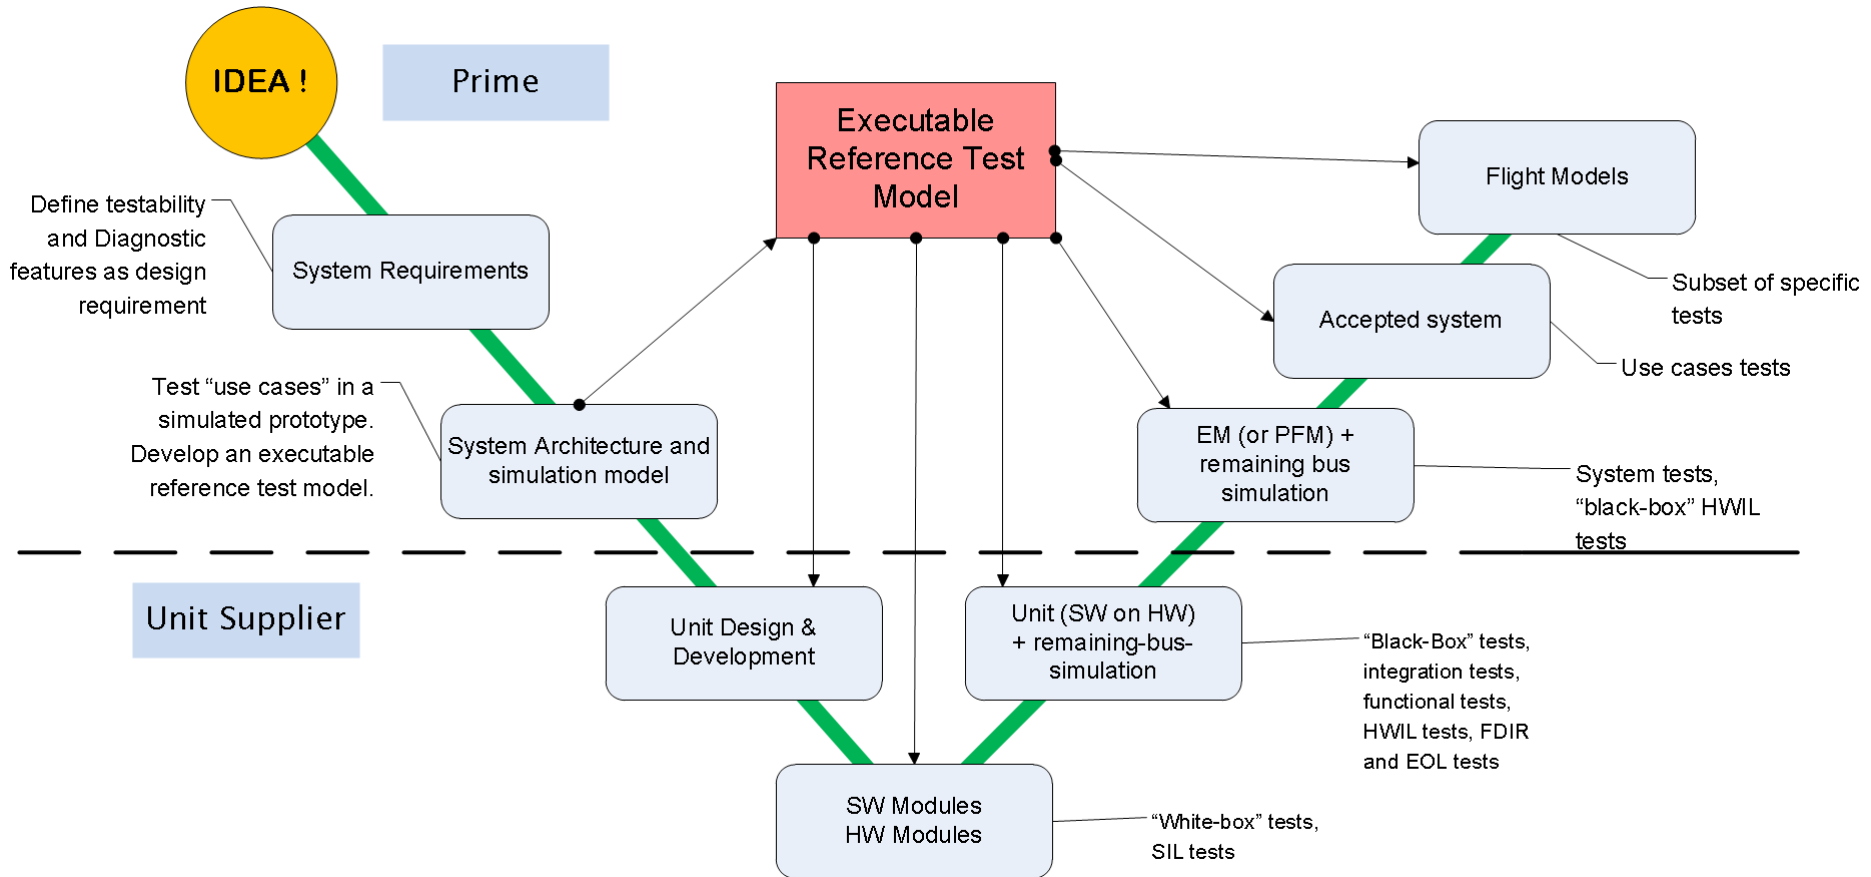 IDEA !
Prime
Executable
Reference Test
Model
Flight Models
Define testability
and Diagnostic
features as design
requirement
System Requirements
Subset of specific
tests
Accepted system
Use cases tests
Test “use cases” in a
simulated prototype.
Develop an executable
reference test model.
System Architecture and
simulation model
EM (or PFM) +
remaining bus
simulation
System tests,
“black-box” HWIL
tests
Unit Supplier
Unit Design &
Development
Unit (SW on HW)
+ remaining-bus-
simulation
“Black-Box” tests,
integration tests,
functional tests,
HWIL tests, FDIR
and EOL tests
SW Modules
HW Modules
“White-box” tests,
SIL tests